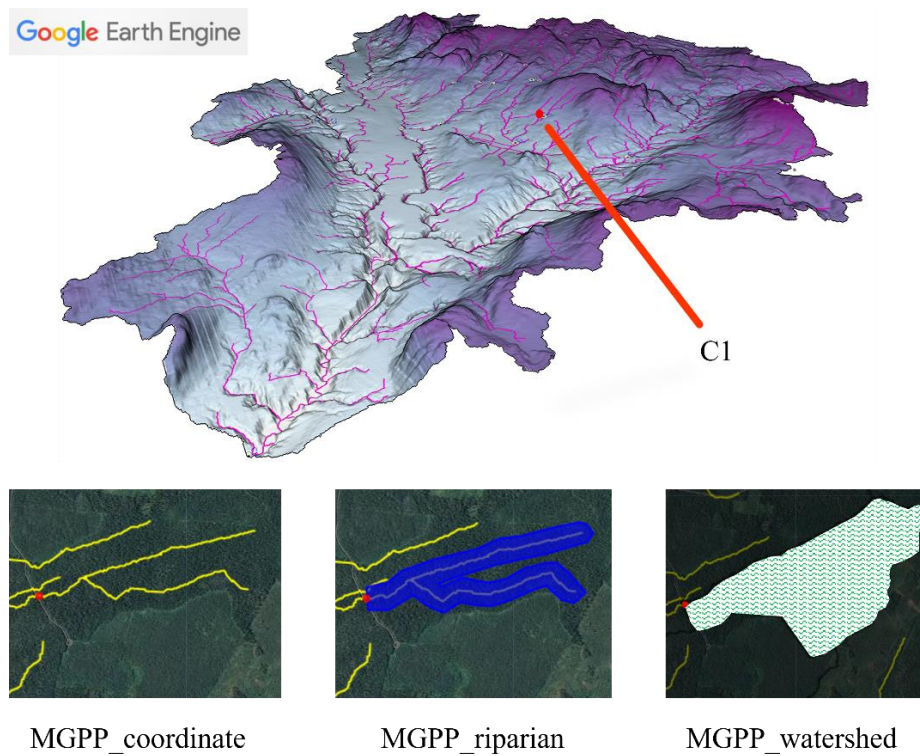 Google Earth Engine
C1
MGPP_coordinate
MGPP_riparian
MGPP_watershed